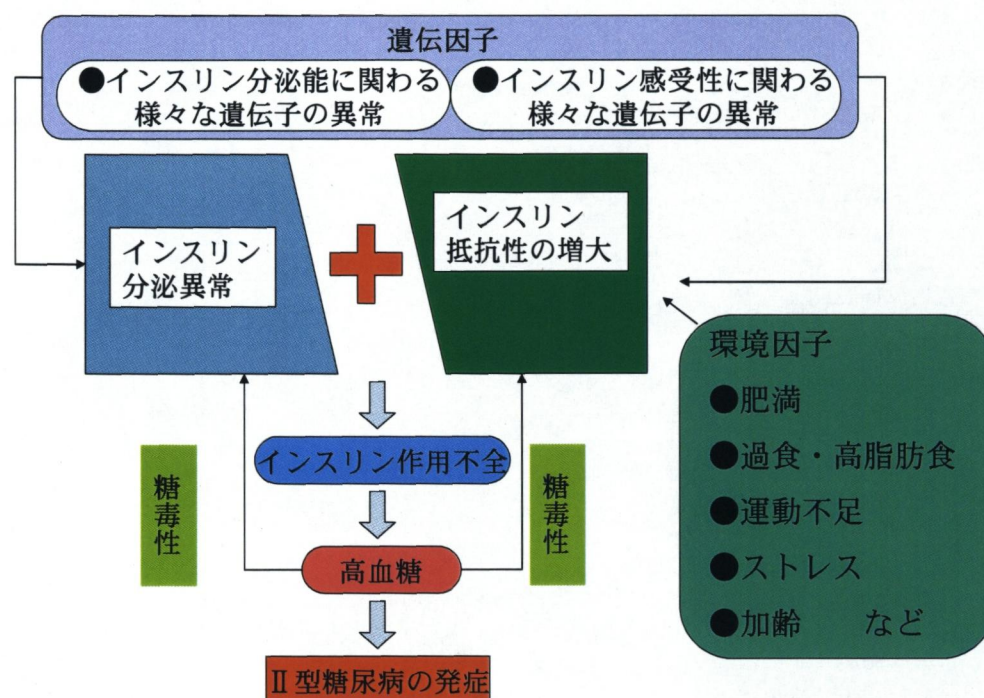 遺伝因子
●インスリン分泌能に関わる
様々な遺伝子の異常
●インスリン感受性に関わる
様々な遺伝子の異常
インスリン
分泌異常
インスリン
抵抗性の増大
環境因子
●肥満
●過食・高脂肪食
●運動不足
●ストレス
●加齢　など
インスリン作用不全
糖毒性
糖毒性
高血糖
Ⅱ型糖尿病の発症